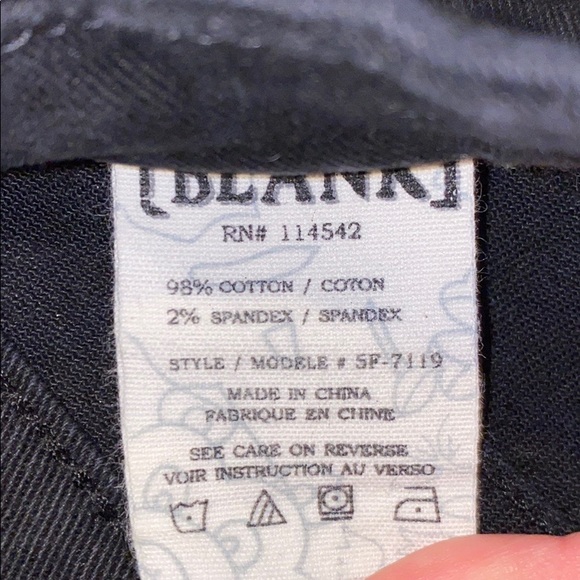 [BLANK]
RN# 114542
98% COTTON / COTON
2% SPANDEX / SPANDEX
STYLE / MODELE # 5F-7119
MADE IN CHINA
FABRIQUE EN CHINE
SEE CARE ON REVERSE
VOIR INSTRUCTION AU VERSO